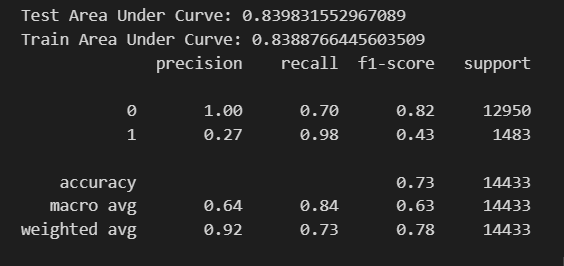 Test Area Under Curve: 0.839831552967089
Train Area Under Curve: 0.8388766445603509
precision recall f1-score support
0 1.00 0.70 0.82 12950
1 0.27 0.98 0.43 1483
accuracy 0.73 14433
macro avg 0.64 0.84 0.63 14433
weighted avg 0.92 0.73 0.78 14433